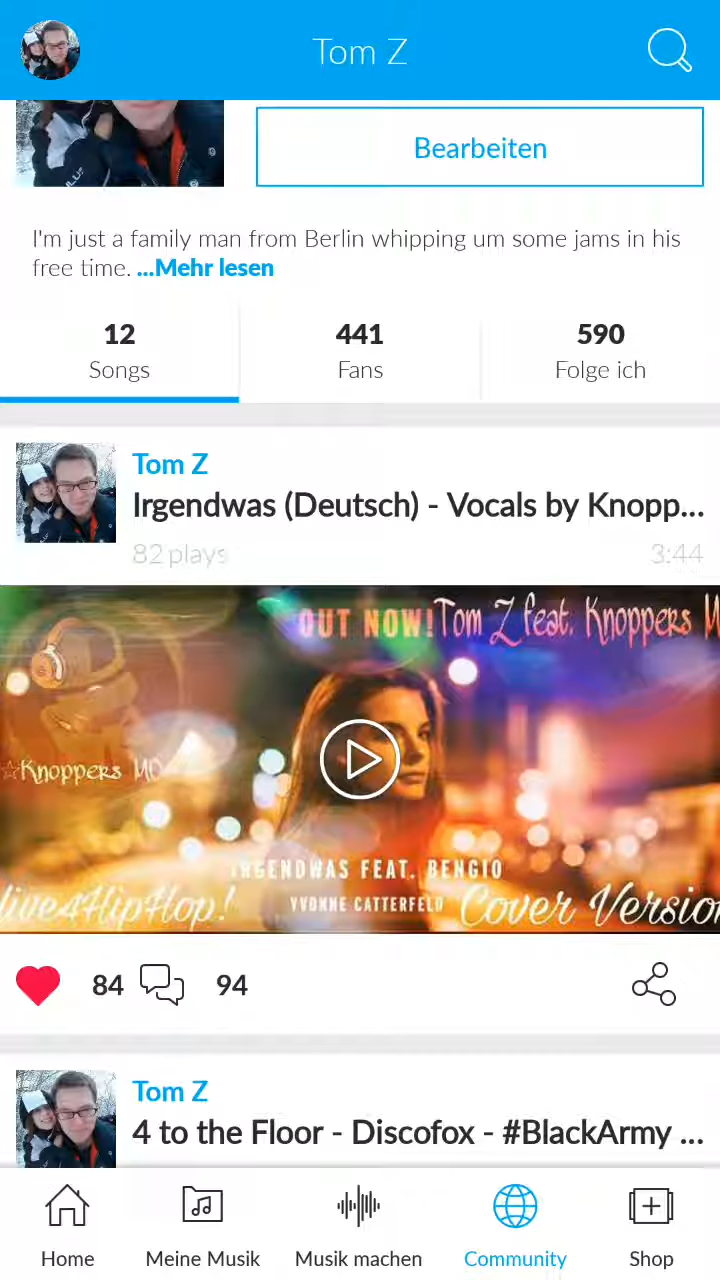 Tom Z
Bearbeiten
I'm just a family man from Berlin whipping um some jams in his
free time. ...Mehr lesen
12
Songs
441
Fans
590
Folge ich
Tom Z
Irgendwas (Deutsch) - Vocals by Knopp...
82 plays
3:44
OUT NOW! Tom Z feat. Knoppers M
☆Knoppers MC
IRGENDWAS FEAT. BENGIO
YVONNE CATTERFELD
live4HipHop!
Cover Version
84
94
Tom Z
4 to the Floor - Discofox - #BlackArmy ...
Home
Meine Musik
Musik machen
Community
Shop